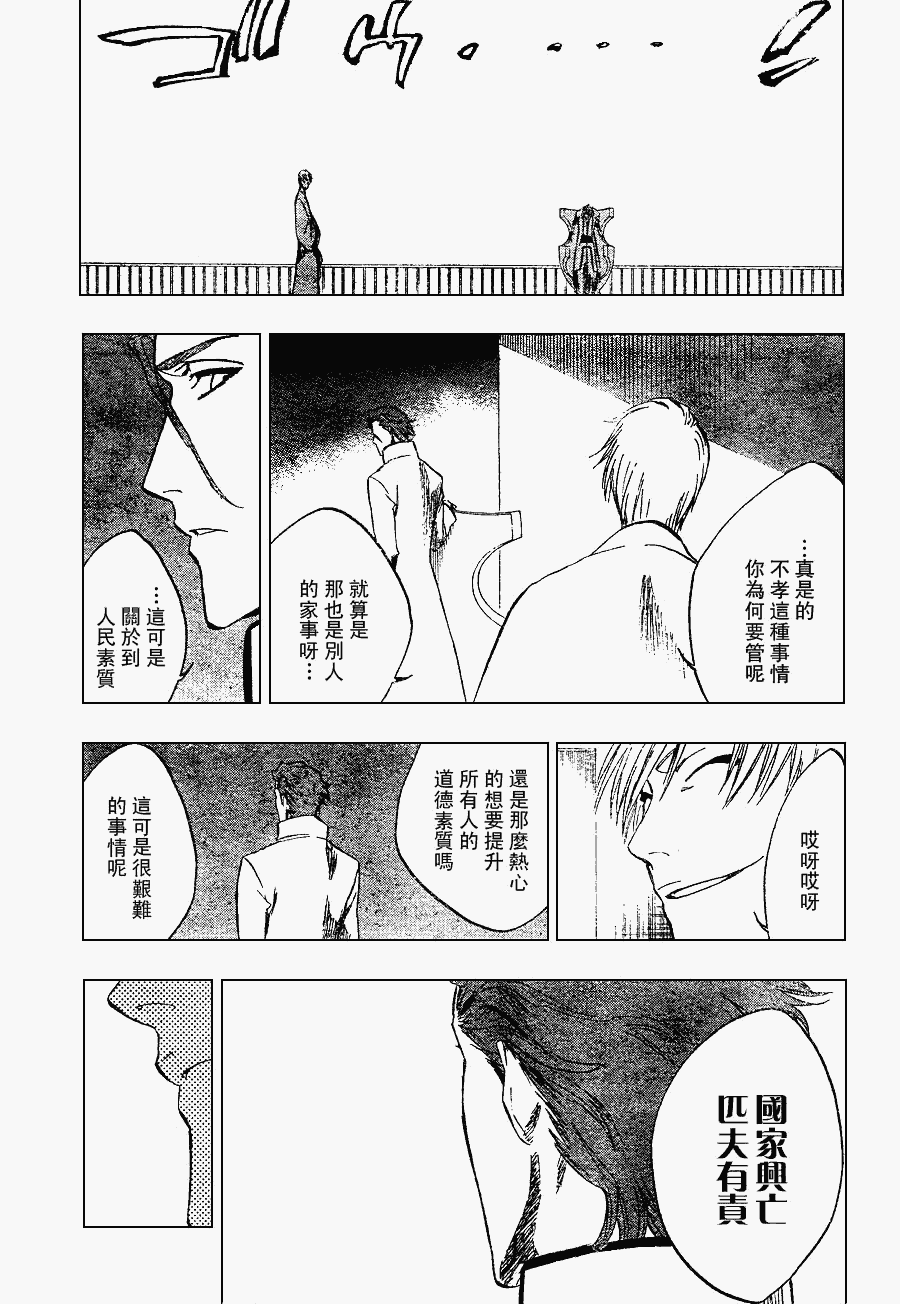 ゴ
…真是的
不孝這種事情
你為何要管呢
就算是
那也是別人
的家事呀…
…這可是
關於到
人民素質
哎呀哎呀
還是那麼熱心
的想要提升
所有人的
道德素質嗎
這可是很艱難
的事情呢
國家興亡
匹夫有責